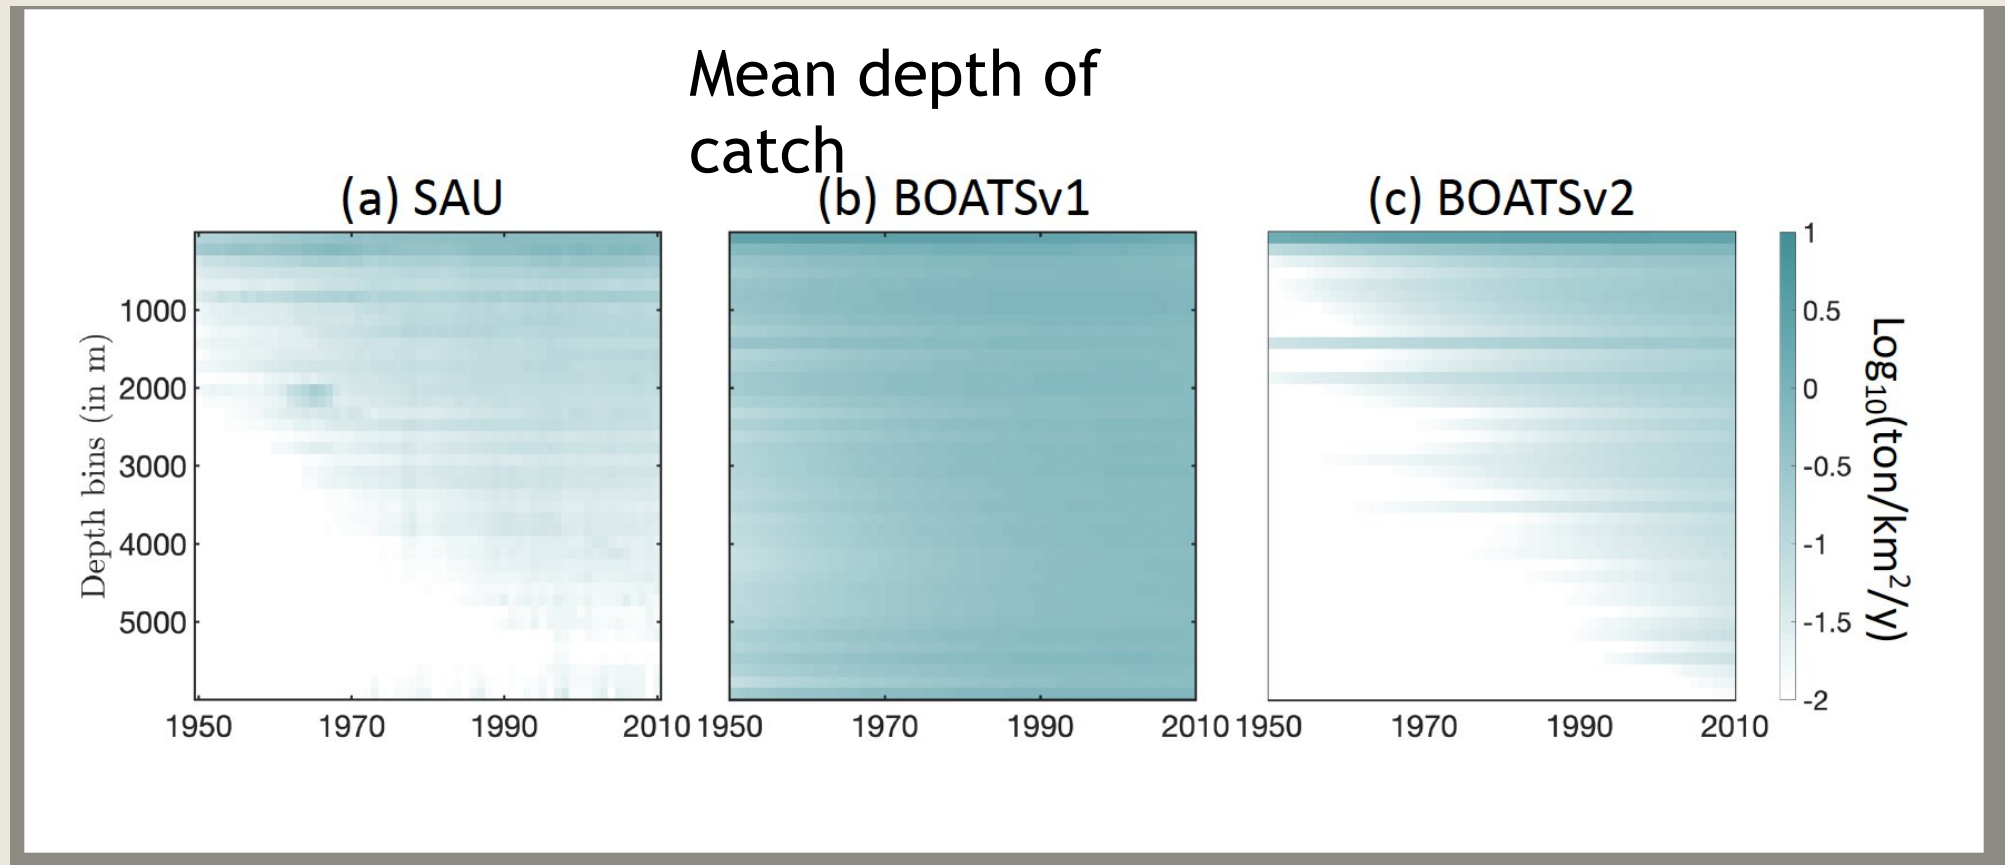 Mean depth of
catch
(a) SAU
(b) BOATSv1
(c) BOATSv2
Depth bins (in m)
1000
2000
3000
4000
5000
1950 1970 1990 2010
1950 1970 1990 2010
1950 1970 1990 2010
1
0.5
0
-0.5
-1
-1.5
-2
Log₁₀(ton/km²/y)